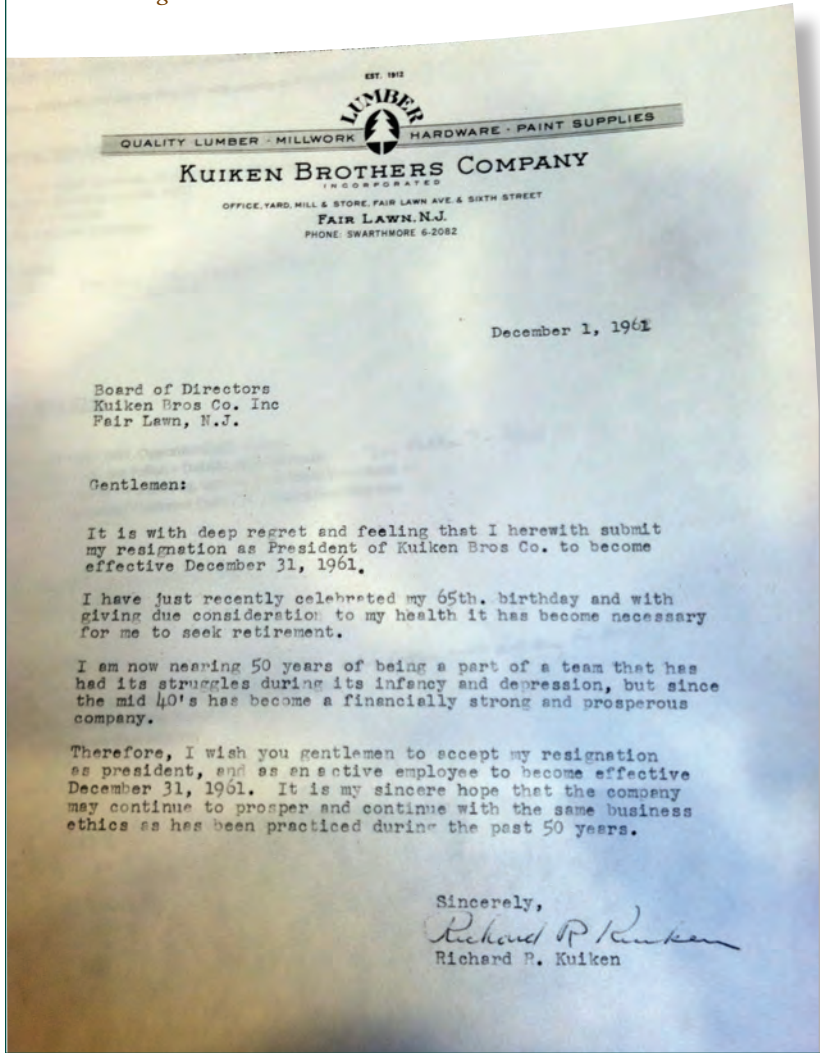 EST. 1912
LUMBER
QUALITY LUMBER · MILLWORK HARDWARE · PAINT SUPPLIES
KUIKEN BROTHERS COMPANY
INCORPORATED
OFFICE, YARD, MILL & STORE, FAIR LAWN AVE. & SIXTH STREET
FAIR LAWN, N.J.
PHONE: SWARTHMORE 6-2082
December 1, 1961
Board of Directors
Kuiken Bros Co. Inc
Fair Lawn, N.J.
Gentlemen:
It is with deep regret and feeling that I herewith submit
my resignation as President of Kuiken Bros Co. to become
effective December 31, 1961.
I have just recently celebrated my 65th. birthday and with
giving due consideration to my health it has become necessary
for me to seek retirement.
I am now nearing 50 years of being a part of a team that has
had its struggles during its infancy and depression, but since
the mid 40's has become a financially strong and prosperous
company.
Therefore, I wish you gentlemen to accept my resignation
as president, and as an active employee to become effective
December 31, 1961. It is my sincere hope that the company
may continue to prosper and continue with the same business
ethics as has been practiced during the past 50 years.
Sincerely,
Richard R Kuiken
Richard R. Kuiken